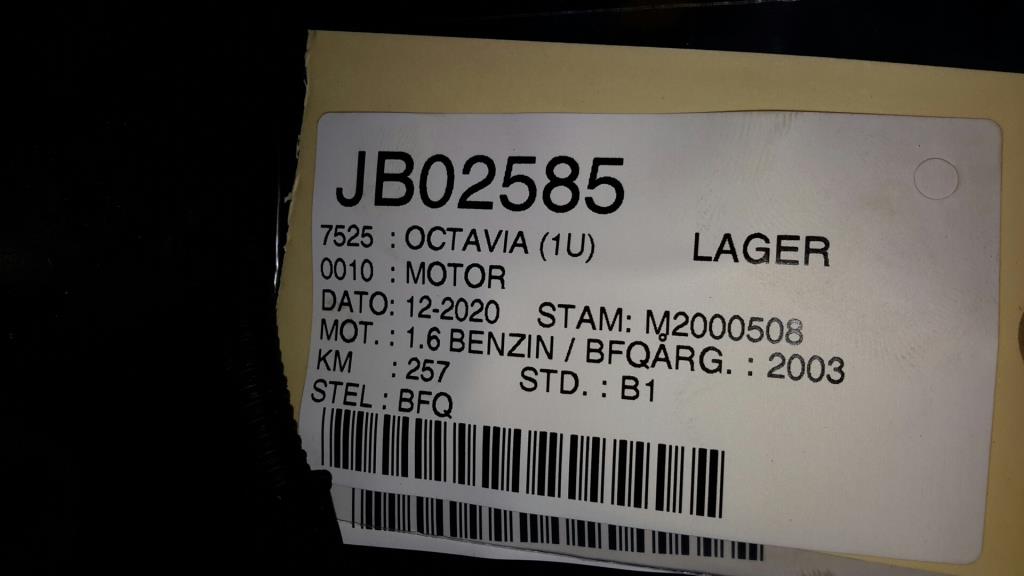 JB02585
7525 : OCTAVIA (1U) LAGER
0010 : MOTOR
DATO: 12-2020 STAM: M2000508
MOT. : 1.6 BENZIN / BFQÅRG. : 2003
KM : 257 STD. : B1
STEL : BFQ